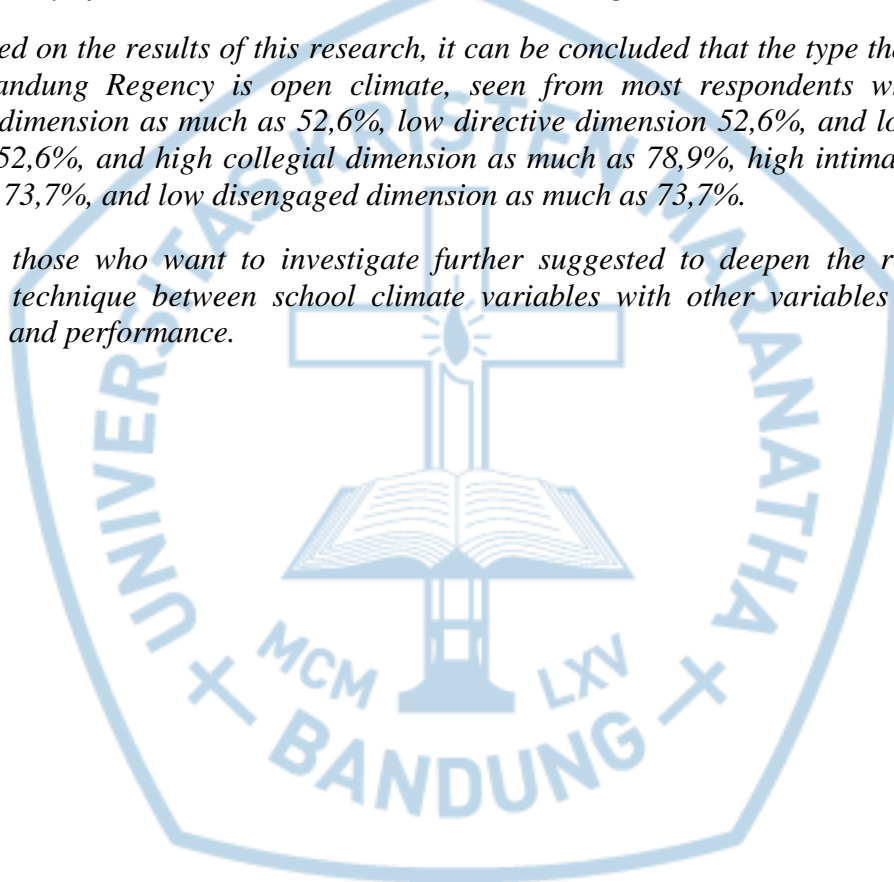 ed on the results of this research, it can be concluded that the type tha
andung Regency is open climate, seen from most respondents w
dimension as much as 52,6%, low directive dimension 52,6%, and lo
52,6%, and high collegial dimension as much as 78,9%, high intima
73,7%, and low disengaged dimension as much as 73,7%.
those who want to investigate further suggested to deepen the r
technique between school climate variables with other variables
and performance.
UNIVERSITAS KRISTEN MARANATHA
MCM LXV
BANDUNG